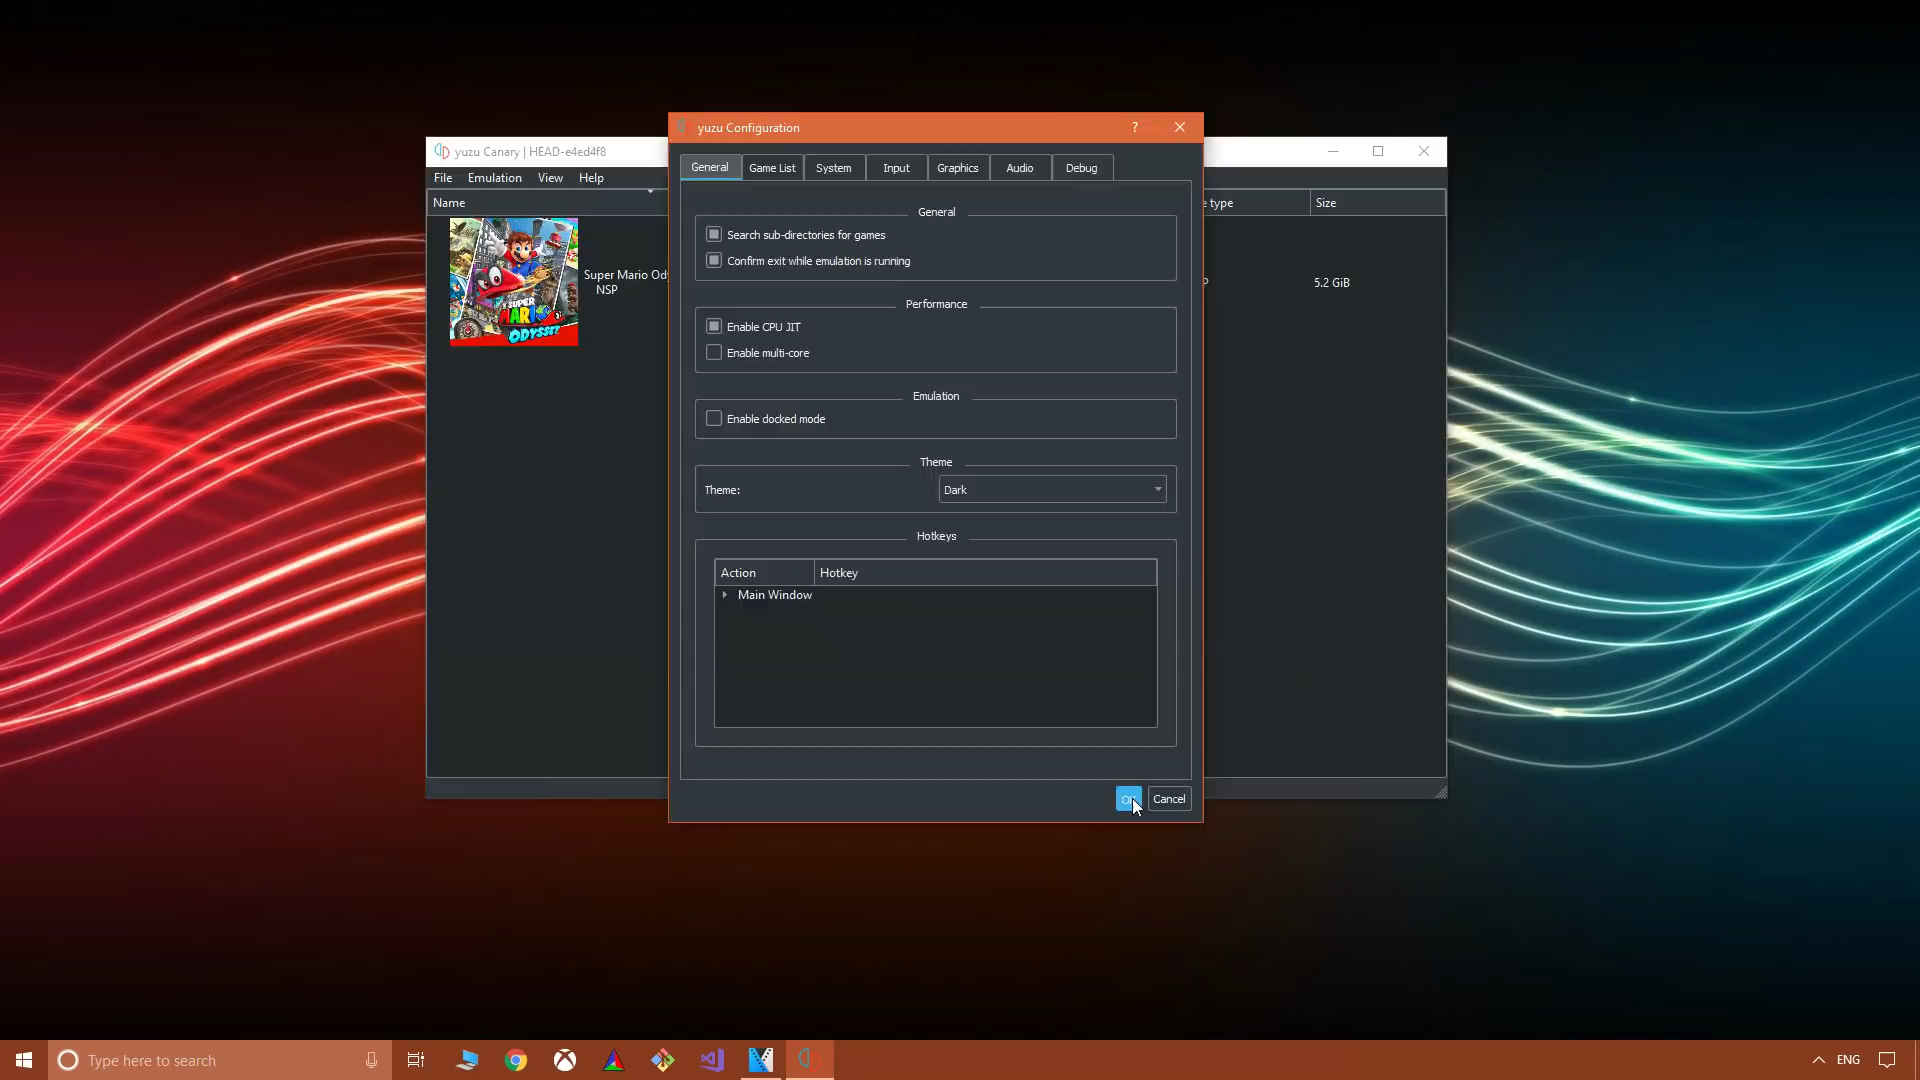 yuzu Configuration
?
yuzu Canary | HEAD-e4ed4f8
General Game List System Input Graphics Audio Debug
File Emulation View Help
Name
type
Size
General
Search sub-directories for games
Confirm exit while emulation is running
SUPER
MARIO
ODYSSEY
Super Mario Od
NSP
5.2 GiB
Performance
Enable CPU JIT
Enable multi-core
Emulation
Enable docked mode
Theme
Theme:
Dark
Hotkeys
Action
Hotkey
Main Window
OK
Cancel
Type here to search
ENG